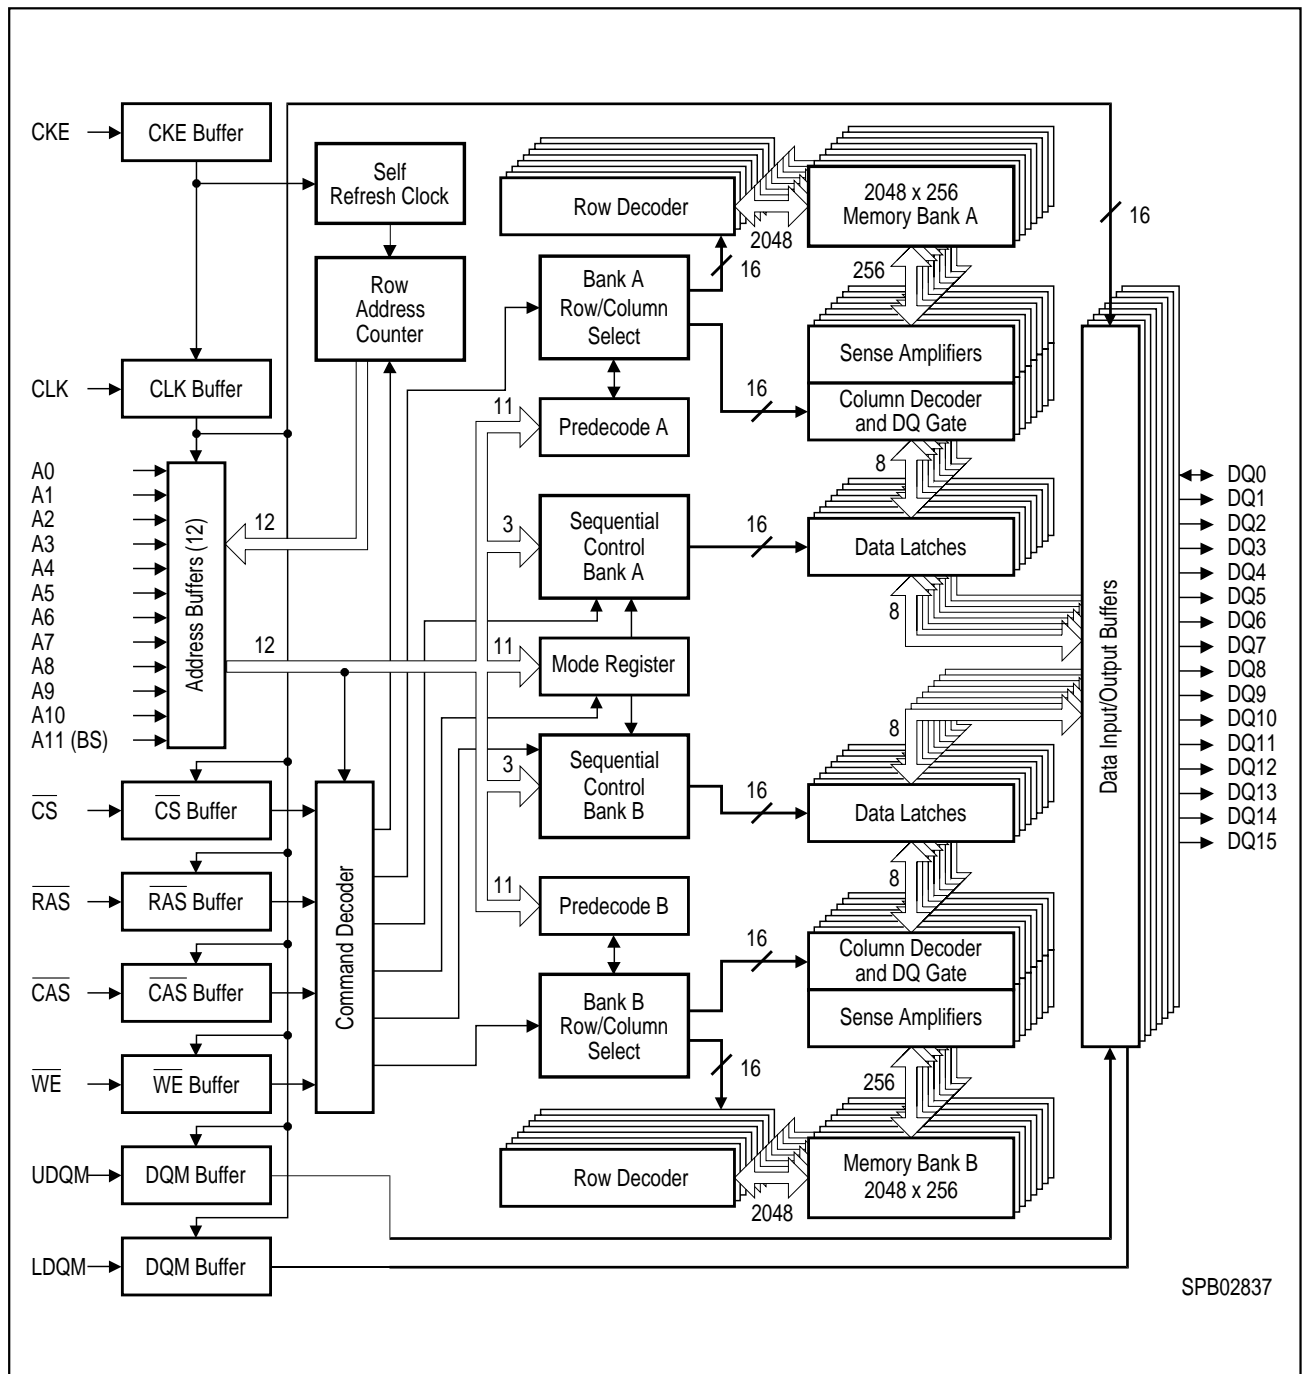 CKE
CKE Buffer
Self
Refresh Clock
Row Decoder
2048
2048 x 256
Memory Bank A
16
16
Row
Address
Counter
Bank A
Row/Column
Select
256
Sense Amplifiers
CLK
CLK Buffer
11
Predecode A
16
Column Decoder
and DQ Gate
8
A0
A1
A2
A3
A4
A5
A6
A7
A8
A9
A10
A11 (BS)
Address Buffers (12)
12
12
3
Sequential
Control
Bank A
16
Data Latches
8
11
Mode Register
8
3
Sequential
Control
Bank B
16
Data Latches
8
Data Input/Output Buffers
DQ0
DQ1
DQ2
DQ3
DQ4
DQ5
DQ6
DQ7
DQ8
DQ9
DQ10
DQ11
DQ12
DQ13
DQ14
DQ15
CS
CS Buffer
RAS
RAS Buffer
CAS
CAS Buffer
WE
WE Buffer
Command Decoder
11
Predecode B
16
Column Decoder
and DQ Gate
Bank B
Row/Column
Select
Sense Amplifiers
16
256
UDQM
DQM Buffer
Row Decoder
2048
Memory Bank B
2048 x 256
LDQM
DQM Buffer
SPB02837